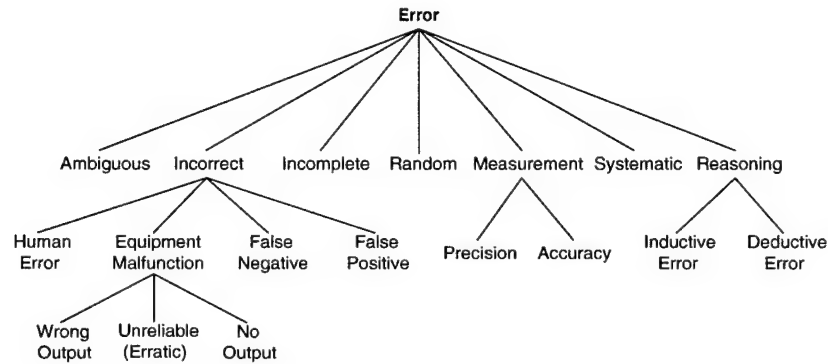 Error
Ambiguous Incorrect Incomplete Random Measurement Systematic Reasoning
Human Error
Equipment Malfunction
False Negative
False Positive
Precision
Accuracy
Inductive Error
Deductive Error
Wrong Output
Unreliable (Erratic)
No Output